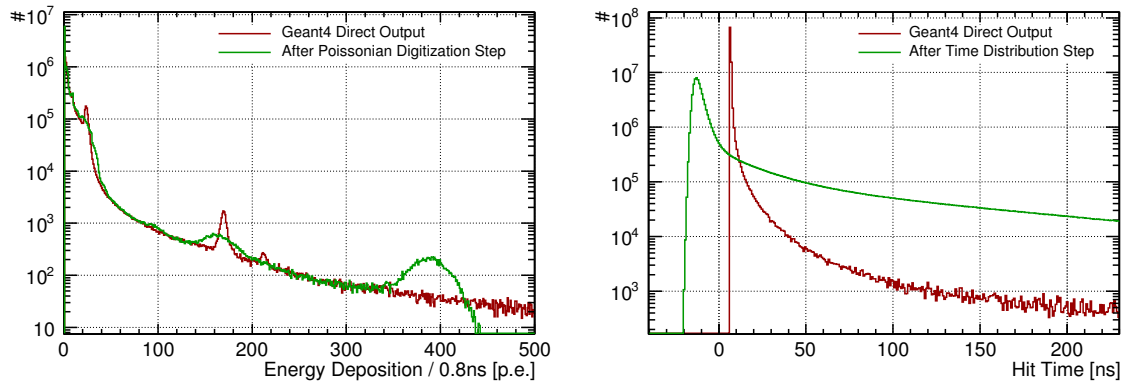 #
Geant4 Direct Output
After Poissonian Digitization Step
10^6
10^5
10^4
10^3
10^2
10
0 100 200 300 400 500
Energy Deposition / 0.8ns [p.e.]
#
10^8
Geant4 Direct Output
After Time Distribution Step
10^7
10^6
10^5
10^4
10^3
0 50 100 150 200
Hit Time [ns]